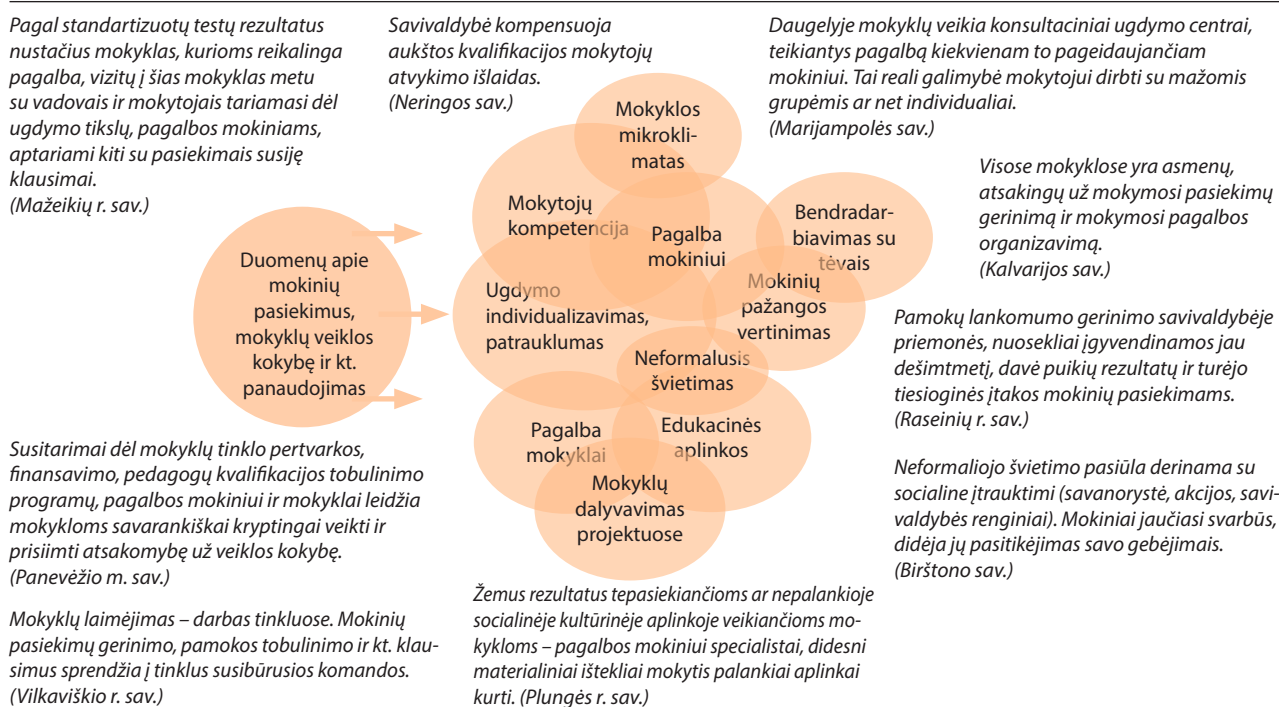 Pagal standartizuotų testų rezultatus
nustačius mokyklas, kurioms reikalinga
pagalba, vizitų į šias mokyklas metu
su vadovais ir mokytojais tariamasi dėl
ugdymo tikslų, pagalbos mokiniams,
aptariami kiti su pasiekimais susiję
klausimai.
(Mažeikių r. sav.)
Savivaldybė kompensuoja
aukštos kvalifikacijos mokytojų
atvykimo išlaidas.
(Neringos sav.)
Daugelyje mokyklų veikia konsultaciniai ugdymo centrai,
teikiantys pagalbą kiekvienam to pageidaujančiam
mokiniui. Tai reali galimybė mokytojui dirbti su mažomis
grupėmis ar net individualiai.
(Marijampolės sav.)
Mokyklos
mikrokli-
matas
Mokytojų
kompetencija
Pagalba
mokiniui
Bendradar-
biavimas su
tėvais
Visose mokyklose yra asmenų,
atsakingų už mokymosi pasiekimų
gerinimą ir mokymosi pagalbos
organizavimą.
(Kalvarijos sav.)
Duomenų apie
mokinių
pasiekimus,
mokyklų veiklos
kokybę ir kt.
panaudojimas
Ugdymo
individualizavimas,
patrauklumas
Mokinių
pažangos
vertinimas
Neformalusis
švietimas
Pamokų lankomumo gerinimo savivaldybėje
priemonės, nuosekliai įgyvendinamos jau
dešimtmetį, davė puikių rezultatų ir turėjo
tiesioginės įtakos mokinių pasiekimams.
(Raseinių r. sav.)
Pagalba
mokyklai
Edukacinės
aplinkos
Mokyklų
dalyvavimas
projektuose
Susitarimai dėl mokyklų tinklo pertvarkos,
finansavimo, pedagogų kvalifikacijos tobulinimo
programų, pagalbos mokiniui ir mokyklai leidžia
mokykloms savarankiškai kryptingai veikti ir
prisiimti atsakomybę už veiklos kokybę.
(Panevėžio m. sav.)
Neformaliojo švietimo pasiūla derinama su
socialine įtrauktimi (savanorystė, akcijos, savi-
valdybės renginiai). Mokiniai jaučiasi svarbūs,
didėja jų pasitikėjimas savo gebėjimais.
(Birštono sav.)
Mokyklų laimėjimas – darbas tinkluose. Mokinių
pasiekimų gerinimo, pamokos tobulinimo ir kt. klau-
simus sprendžia į tinklus susibūrusios komandos.
(Vilkaviškio r. sav.)
Žemus rezultatus tepasiekiančioms ar nepalankioje
socialinėje kultūrinėje aplinkoje veikiančioms mo-
kykloms – pagalbos mokiniui specialistai, didesni
materialiniai ištekliai mokytis palankiai aplinkai
kurti. (Plungės r. sav.)